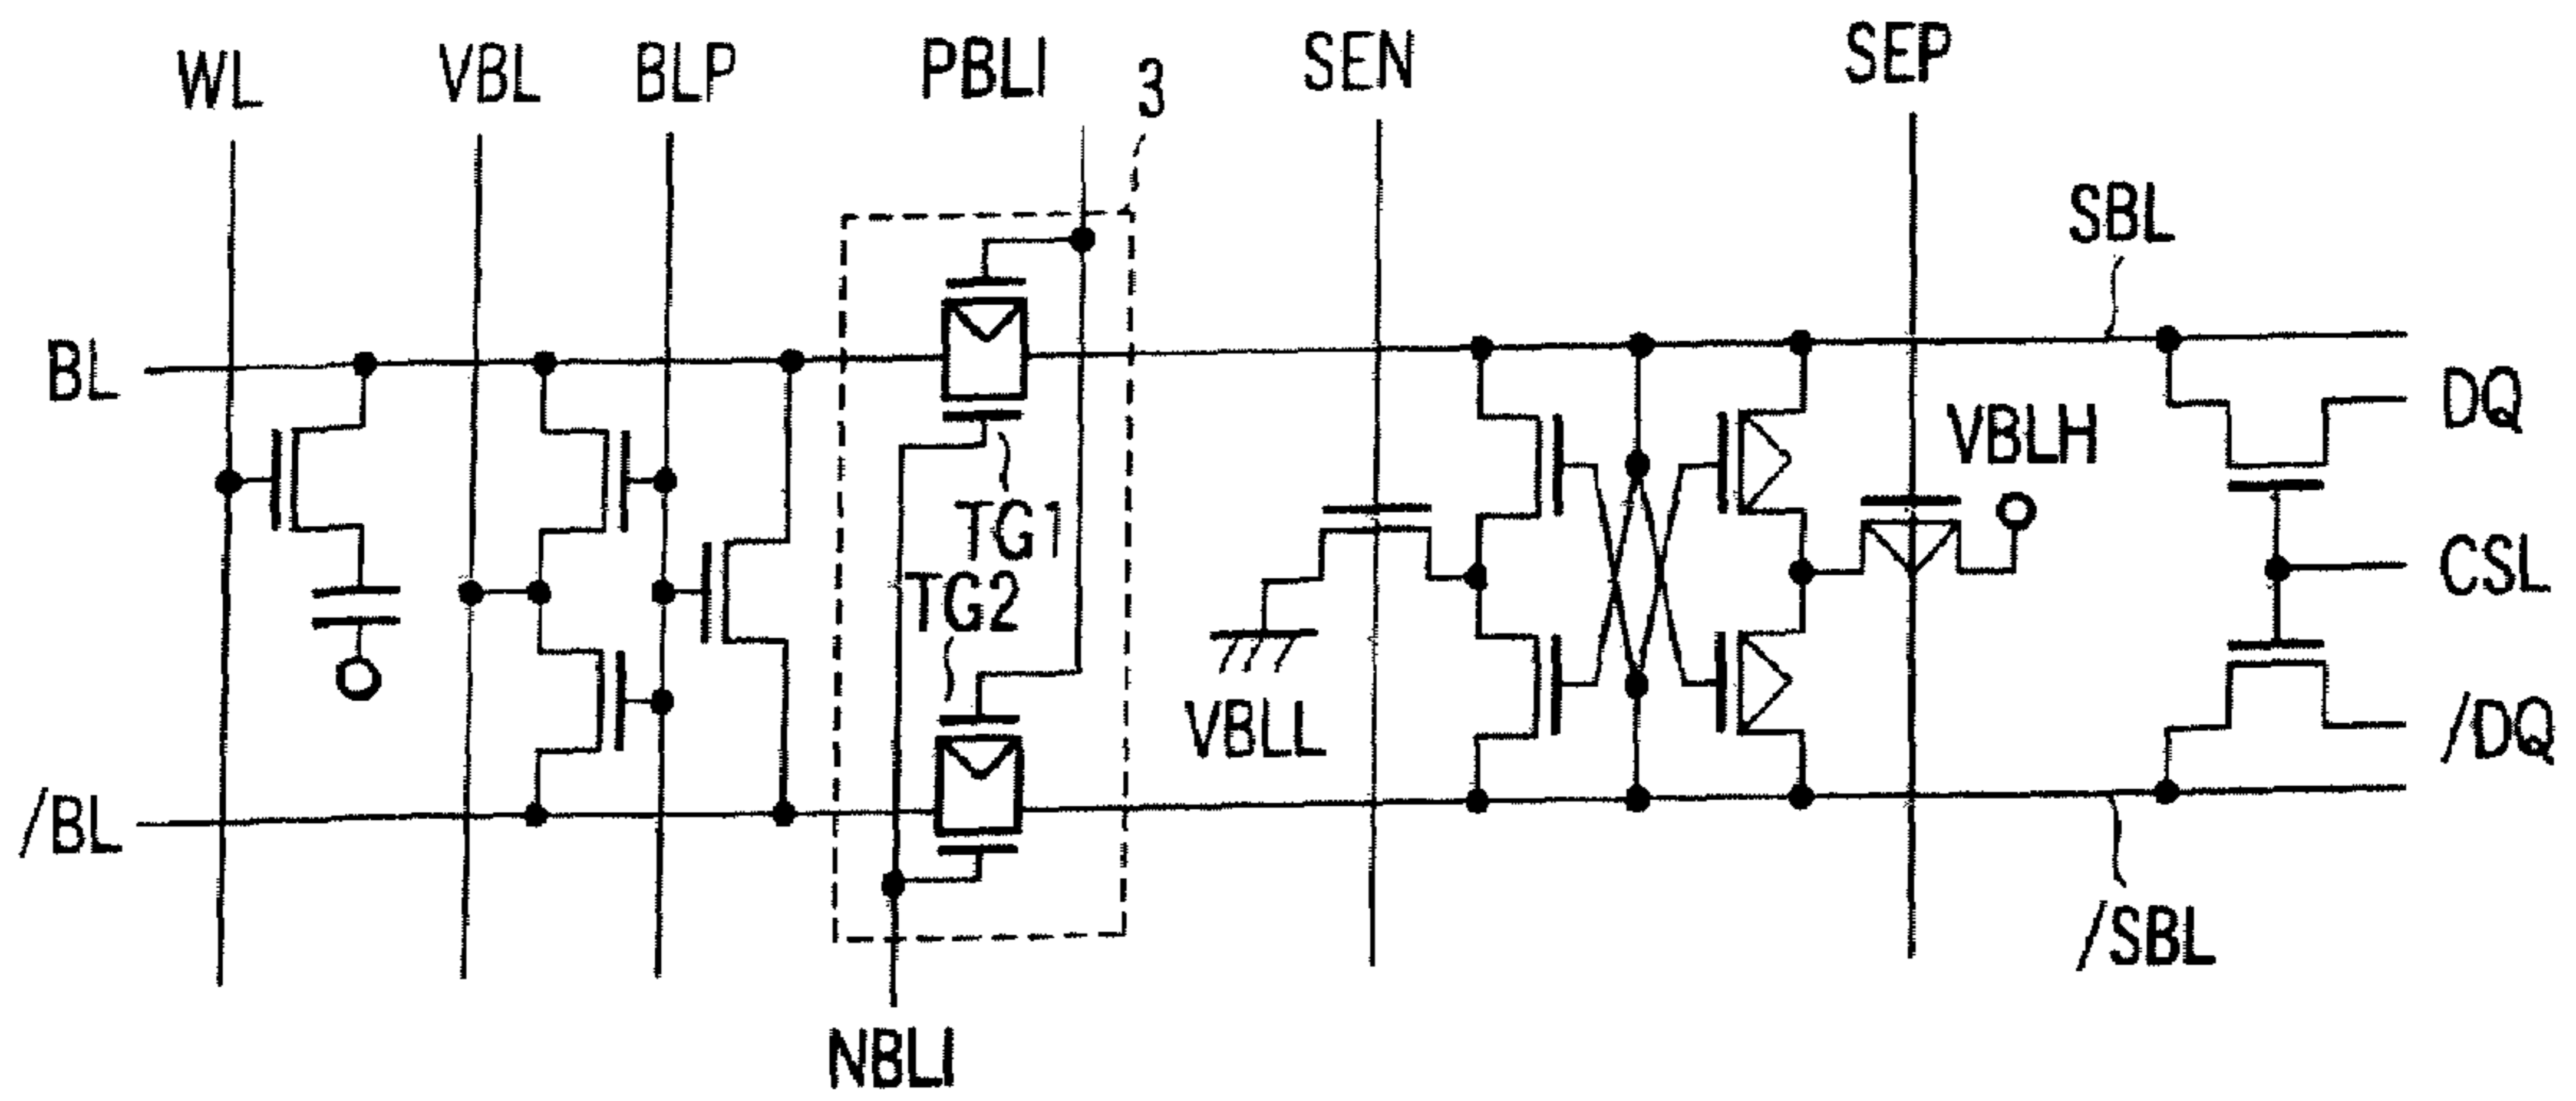 WL
VBL
BLP
PBLI
3
SEN
SEP
SBL
BL
DQ
VBLH
TG1
CSL
TG2
VBLL
/DQ
/BL
/SBL
NBLI